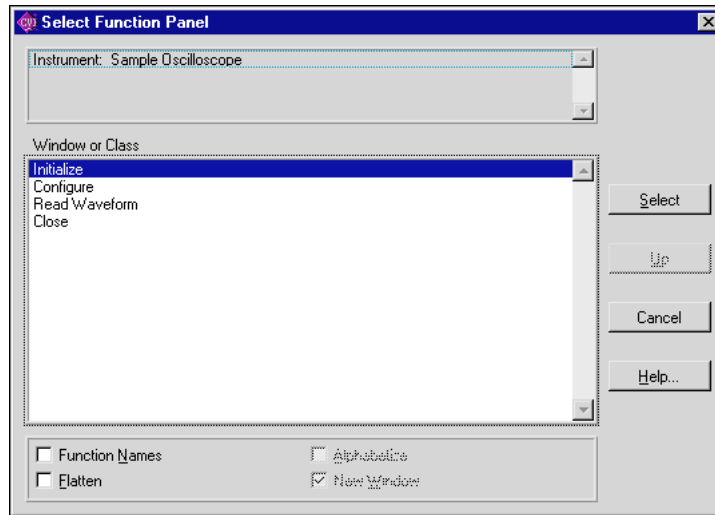 Select Function Panel
Instrument: Sample Oscilloscope
Window or Class
Initialize
Configure
Read Waveform
Close
Select
Up
Cancel
Help...
Function Names
Alphabetize
Flatten
New Window